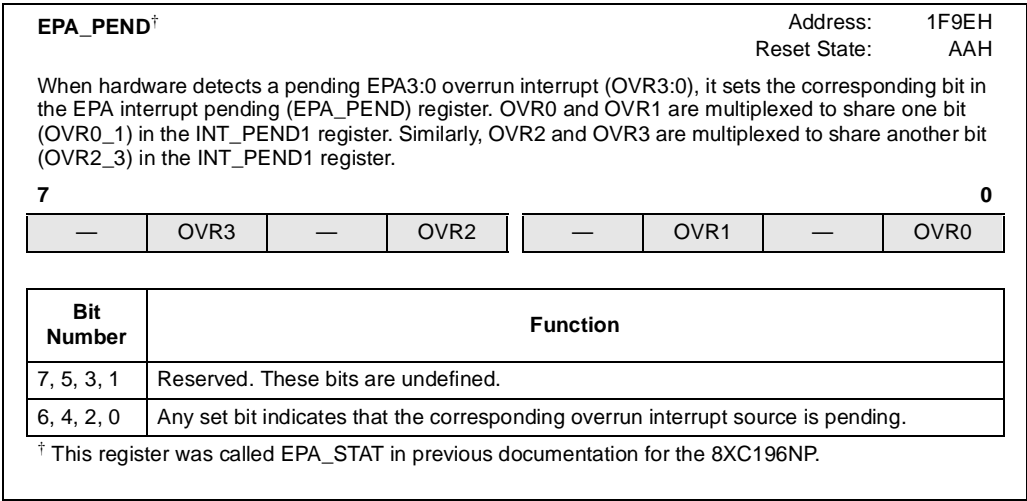 EPA_PEND† Address: 1F9EH
Reset State: AAH
When hardware detects a pending EPA3:0 overrun interrupt (OVR3:0), it sets the corresponding bit in
the EPA interrupt pending (EPA_PEND) register. OVR0 and OVR1 are multiplexed to share one bit
(OVR0_1) in the INT_PEND1 register. Similarly, OVR2 and OVR3 are multiplexed to share another bit
(OVR2_3) in the INT_PEND1 register.
7 0
— OVR3 — OVR2 — OVR1 — OVR0
Bit
Number Function
7, 5, 3, 1 Reserved. These bits are undefined.
6, 4, 2, 0 Any set bit indicates that the corresponding overrun interrupt source is pending.
† This register was called EPA_STAT in previous documentation for the 8XC196NP.